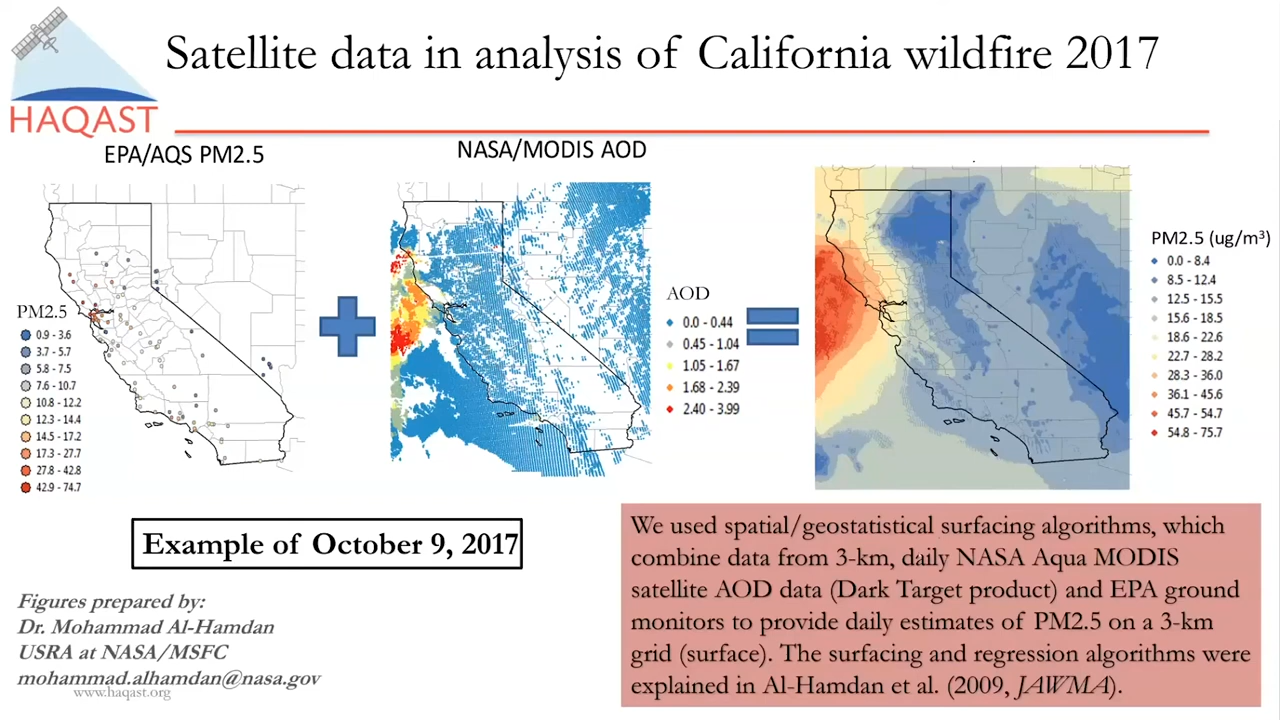 Satellite data in analysis of California wildfire 2017
HAQAST
EPA/AQS PM2.5
NASA/MODIS AOD
PM2.5
0.9 - 3.6
3.7 - 5.7
5.8 - 7.5
7.6 - 10.7
10.8 - 12.2
12.3 - 14.4
14.5 - 17.2
17.3 - 27.7
27.8 - 42.8
42.9 - 74.7
AOD
0.0 - 0.44
0.45 - 1.04
1.05 - 1.67
1.68 - 2.39
2.40 - 3.99
PM2.5 (ug/m³)
0.0 - 8.4
8.5 - 12.4
12.5 - 15.5
15.6 - 18.5
18.6 - 22.6
22.7 - 28.2
28.3 - 36.0
36.1 - 45.6
45.7 - 54.7
54.8 - 75.7
Example of October 9, 2017
We used spatial/geostatistical surfacing algorithms, which
combine data from 3-km, daily NASA Aqua MODIS
satellite AOD data (Dark Target product) and EPA ground
monitors to provide daily estimates of PM2.5 on a 3-km
grid (surface). The surfacing and regression algorithms were
explained in Al-Hamdan et al. (2009, JAWMA).
Figures prepared by:
Dr. Mohammad Al-Hamdan
USRA at NASA/MSFC
mohammad.alhamdan@nasa.gov
www.haqast.org